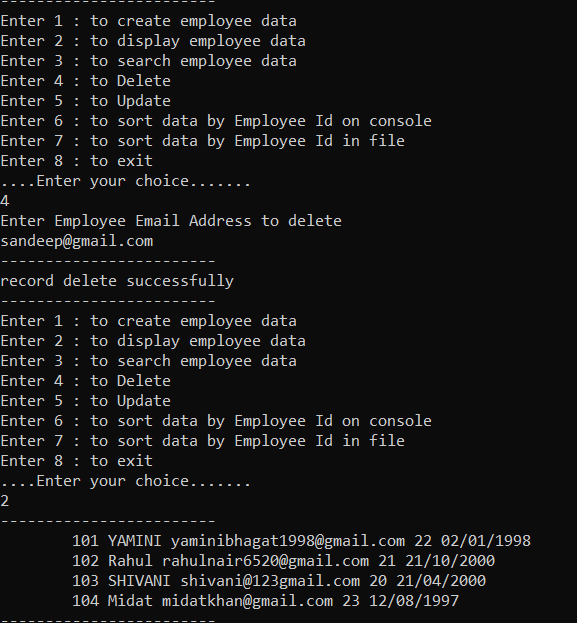 ------------------------
Enter 1 : to create employee data
Enter 2 : to display employee data
Enter 3 : to search employee data
Enter 4 : to Delete
Enter 5 : to Update
Enter 6 : to sort data by Employee Id on console
Enter 7 : to sort data by Employee Id in file
Enter 8 : to exit
....Enter your choice.......
4
Enter Employee Email Address to delete
sandeep@gmail.com
------------------------
record delete successfully
------------------------
Enter 1 : to create employee data
Enter 2 : to display employee data
Enter 3 : to search employee data
Enter 4 : to Delete
Enter 5 : to Update
Enter 6 : to sort data by Employee Id on console
Enter 7 : to sort data by Employee Id in file
Enter 8 : to exit
....Enter your choice.......
2
------------------------
101 YAMINI yaminibhagat1998@gmail.com 22 02/01/1998
102 Rahul rahulnair6520@gmail.com 21 21/10/2000
103 SHIVANI shivani@123gmail.com 20 21/04/2000
104 Midat midatkhan@gmail.com 23 12/08/1997
------------------------